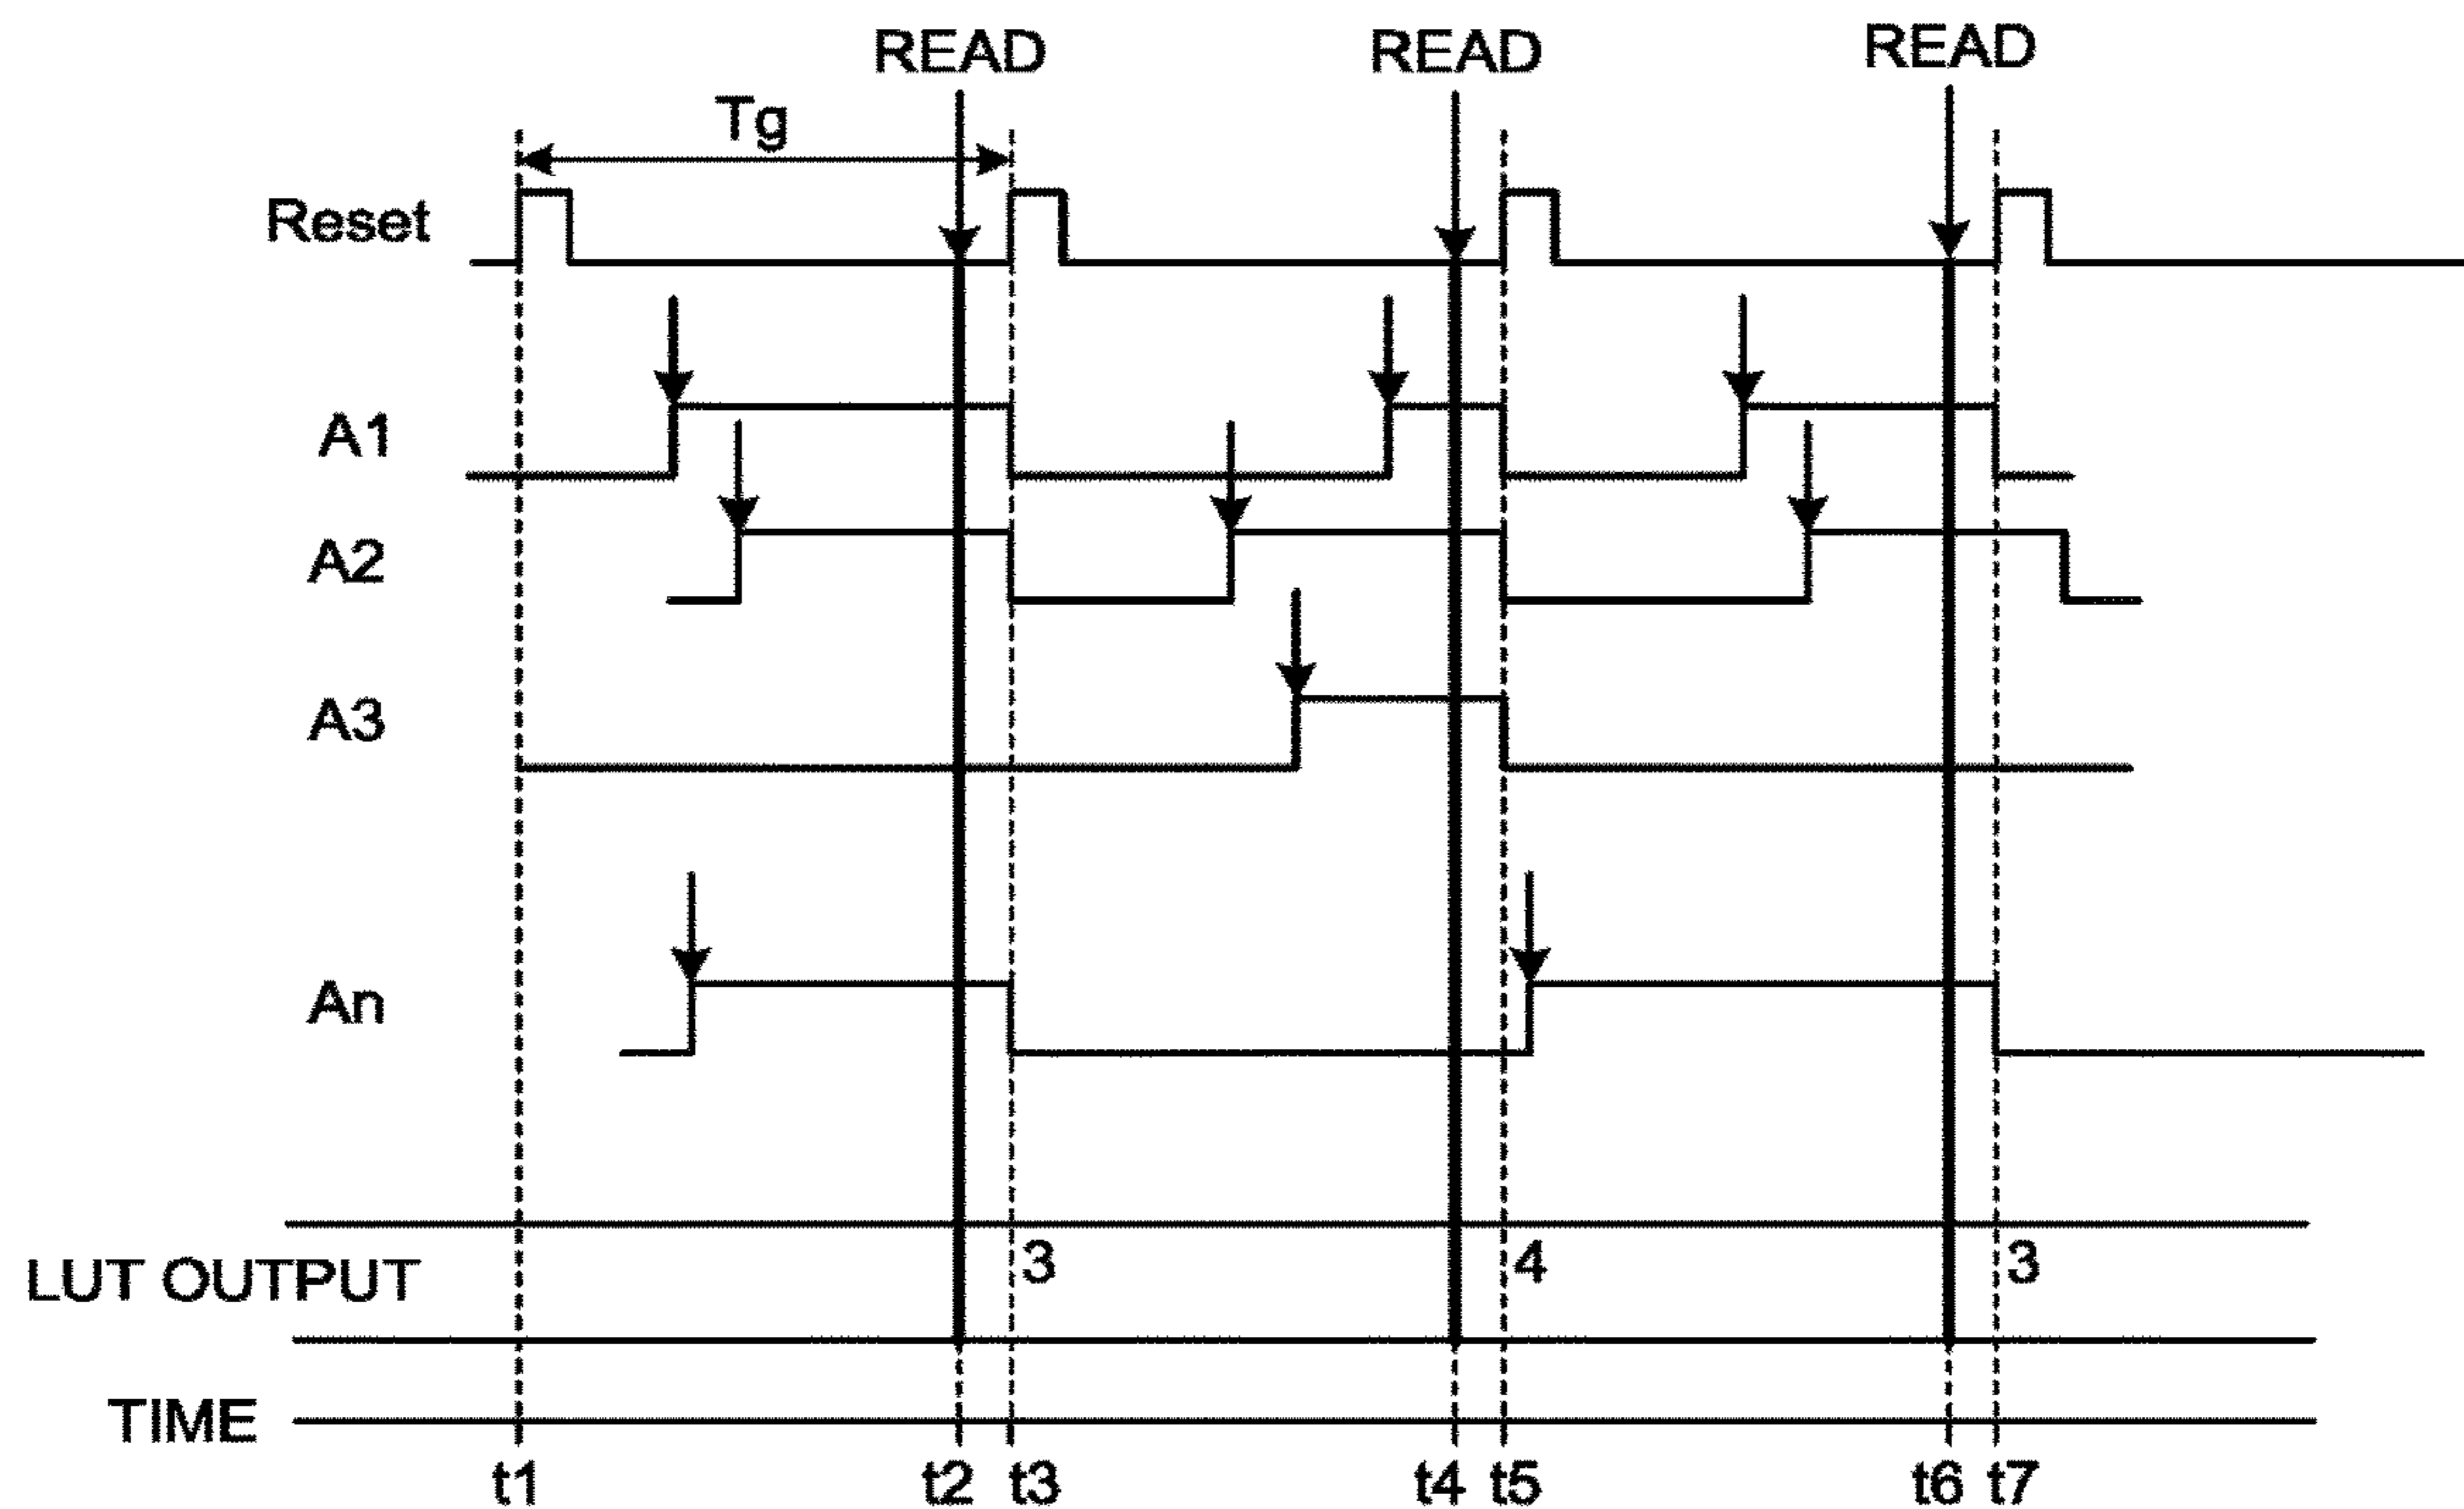 READ READ READ
Tg
Reset
A1
A2
A3
An
3 4 3
LUT OUTPUT
TIME
t1 t2 t3 t4 t5 t6 t7